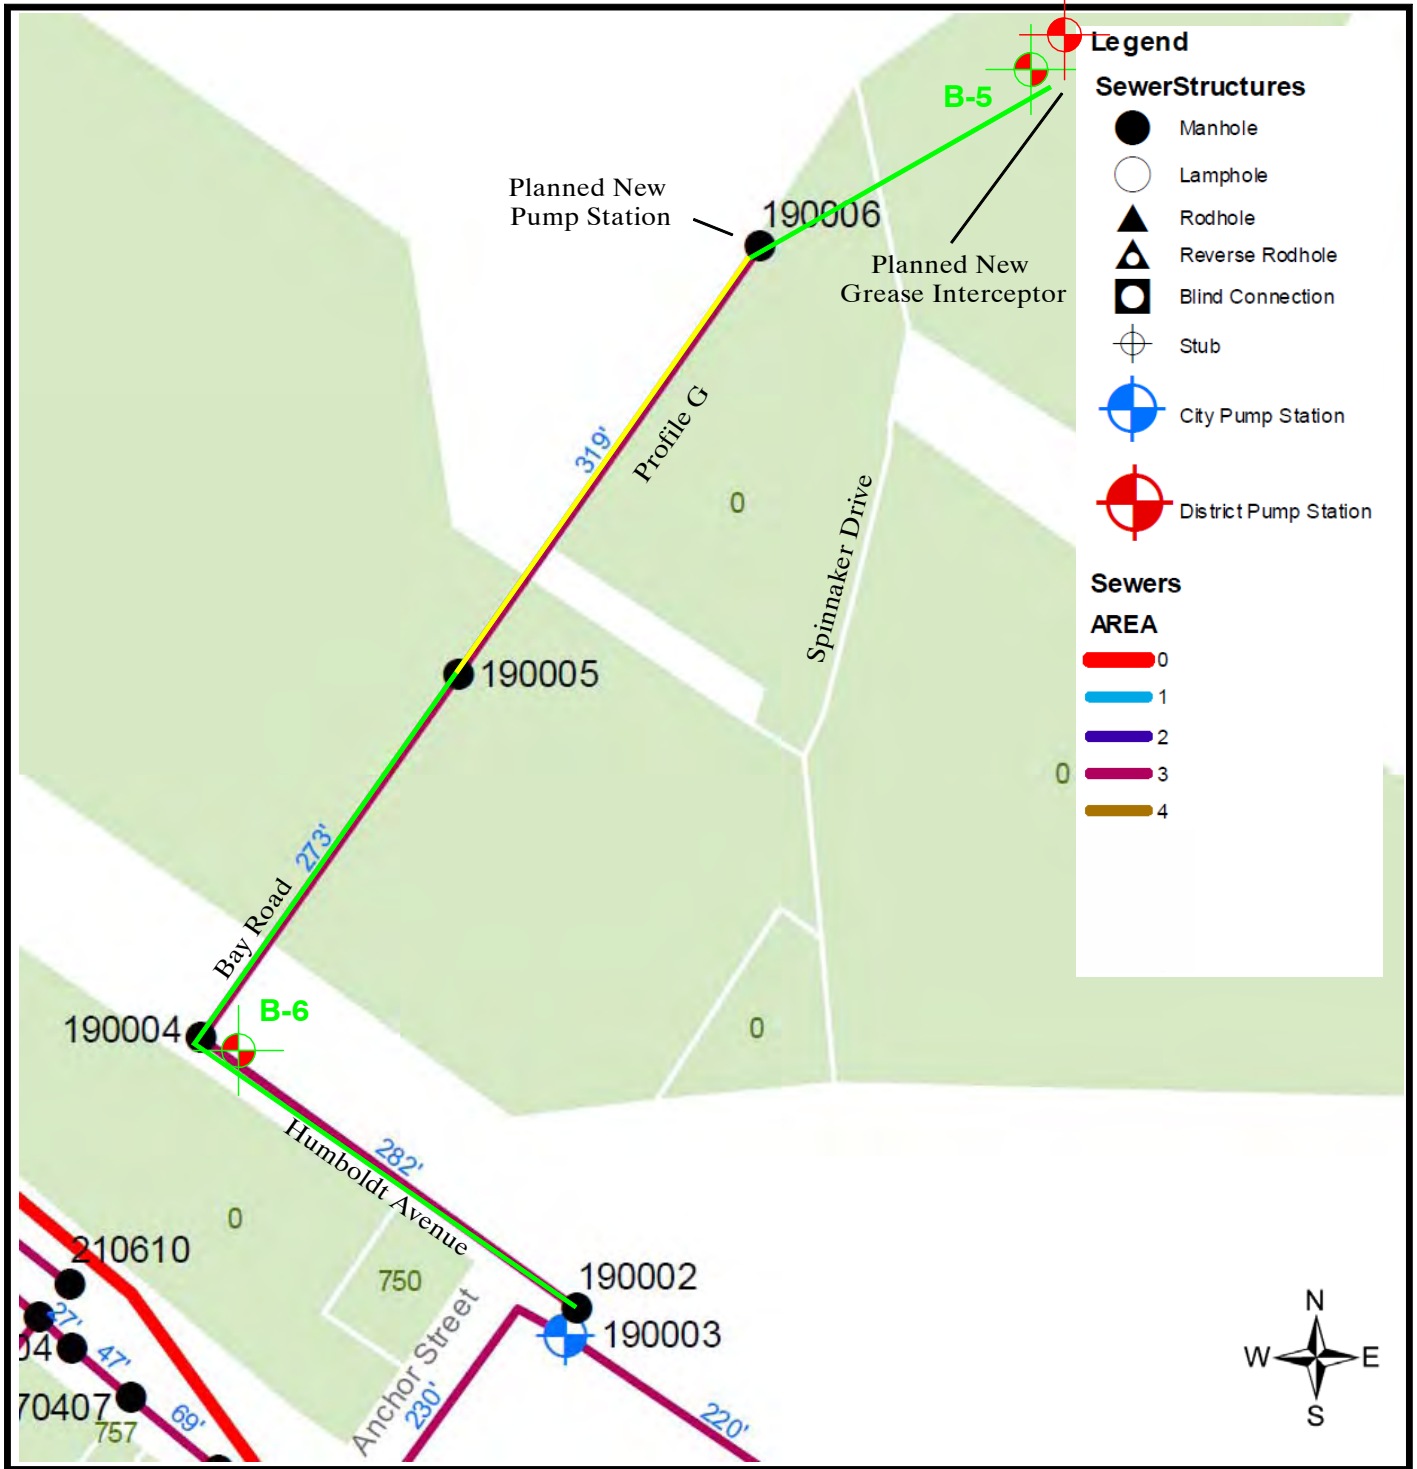 Legend
SewerStructures
Manhole
Lamphole
Rodhole
Reverse Rodhole
Blind Connection
Stub
City Pump Station
District Pump Station
Sewers
AREA
0
1
2
3
4
B-5
Planned New
Pump Station
190006
Planned New
Grease Interceptor
319'
Profile G
0
Spinnaker Drive
190005
0
273'
Bay Road
B-6
190004
0
282'
Humboldt Avenue
0
210610
750
190002
190003
27'
04
47'
70407
757
69'
Anchor Street
230'
220'
N
W
E
S